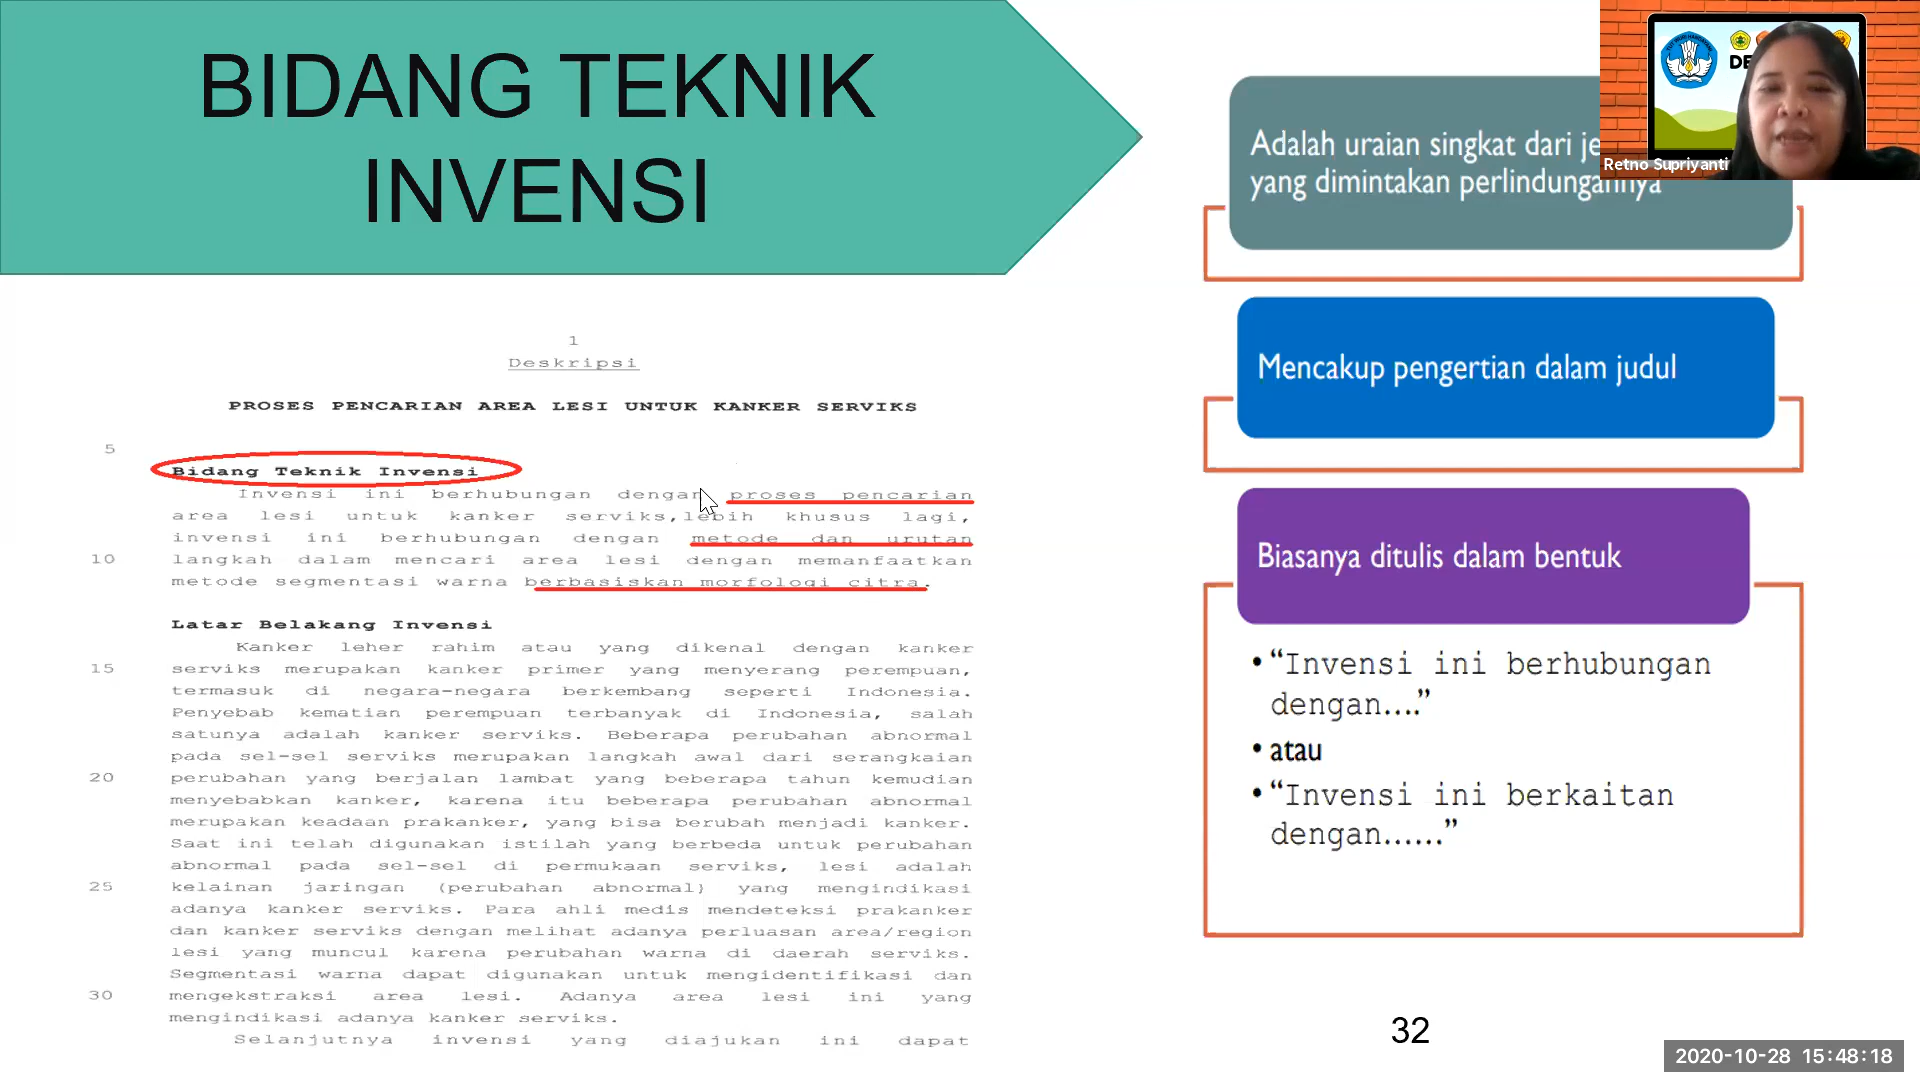 BIDANG TEKNIK
INVENSI
1
Deskripsi
PROSES PENCARIAN AREA LESI UNTUK KANKER SERVIKS
5
Bidang Teknik Invensi
Invensi ini berhubungan dengan proses pencarian
area lesi untuk kanker serviks, lebih khusus lagi,
invensi ini berhubungan dengan metode dan urutan
10 langkah dalam mencari area lesi dengan memanfaatkan
metode segmentasi warna berbasiskan morfologi citra.
Latar Belakang Invensi
Kanker leher rahim atau yang dikenal dengan kanker
15 serviks merupakan kanker primer yang menyerang perempuan,
termasuk di negara-negara berkembang seperti Indonesia.
Penyebab kematian perempuan terbanyak di Indonesia, salah
satunya adalah kanker serviks. Beberapa perubahan abnormal
pada sel-sel serviks merupakan langkah awal dari serangkaian
20 perubahan yang berjalan lambat yang beberapa tahun kemudian
menyebabkan kanker, karena itu beberapa perubahan abnormal
merupakan keadaan prakanker, yang bisa berubah menjadi kanker.
Saat ini telah digunakan istilah yang berbeda untuk perubahan
abnormal pada sel-sel di permukaan serviks, lesi adalah
25 kelainan jaringan (perubahan abnormal) yang mengindikasi
adanya kanker serviks. Para ahli medis mendeteksi prakanker
dan kanker serviks dengan melihat adanya perluasan area/region
lesi yang muncul karena perubahan warna di daerah serviks.
Segmentasi warna dapat digunakan untuk mengidentifikasi dan
30 mengekstraksi area lesi. Adanya area lesi ini yang
mengindikasi adanya kanker serviks.
Selanjutnya invensi yang diajukan ini dapat
Adalah uraian singkat dari je
yang dimintakan perlindungannya
Mencakup pengertian dalam judul
Biasanya ditulis dalam bentuk
• “Invensi ini berhubungan
dengan....”
• atau
• “Invensi ini berkaitan
dengan......”
32
DE
Retno Supriyanti
2020-10-28 15:48:18